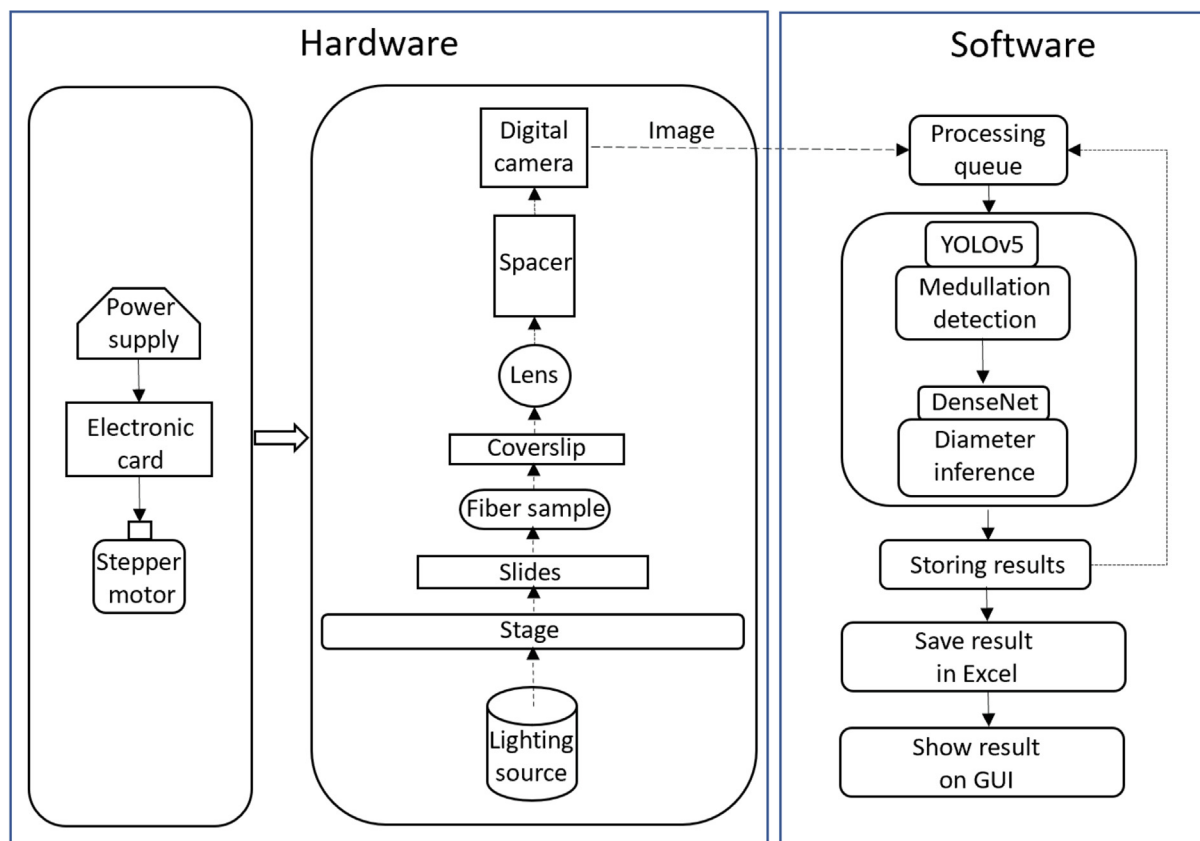 Hardware
Power
supply
Electronic
card
Stepper
motor
Digital
camera
Spacer
Lens
Coverslip
Fiber sample
Slides
Stage
Lighting
source
Image
Software
Processing
queue
YOLOv5
Medullation
detection
DenseNet
Diameter
inference
Storing results
Save result
in Excel
Show result
on GUI